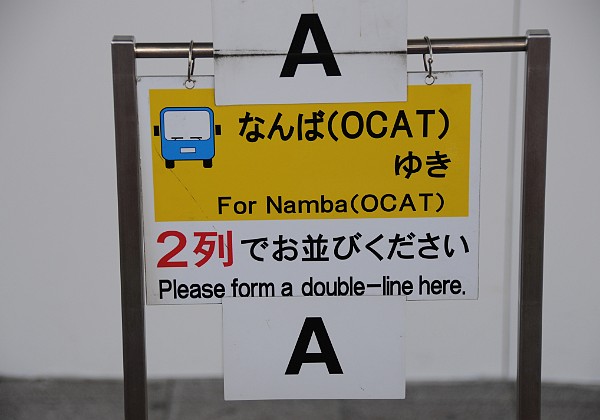 A
なんば(OCAT)
ゆき
For Namba(OCAT)
2列でお並びください
Please form a double-line here.
A